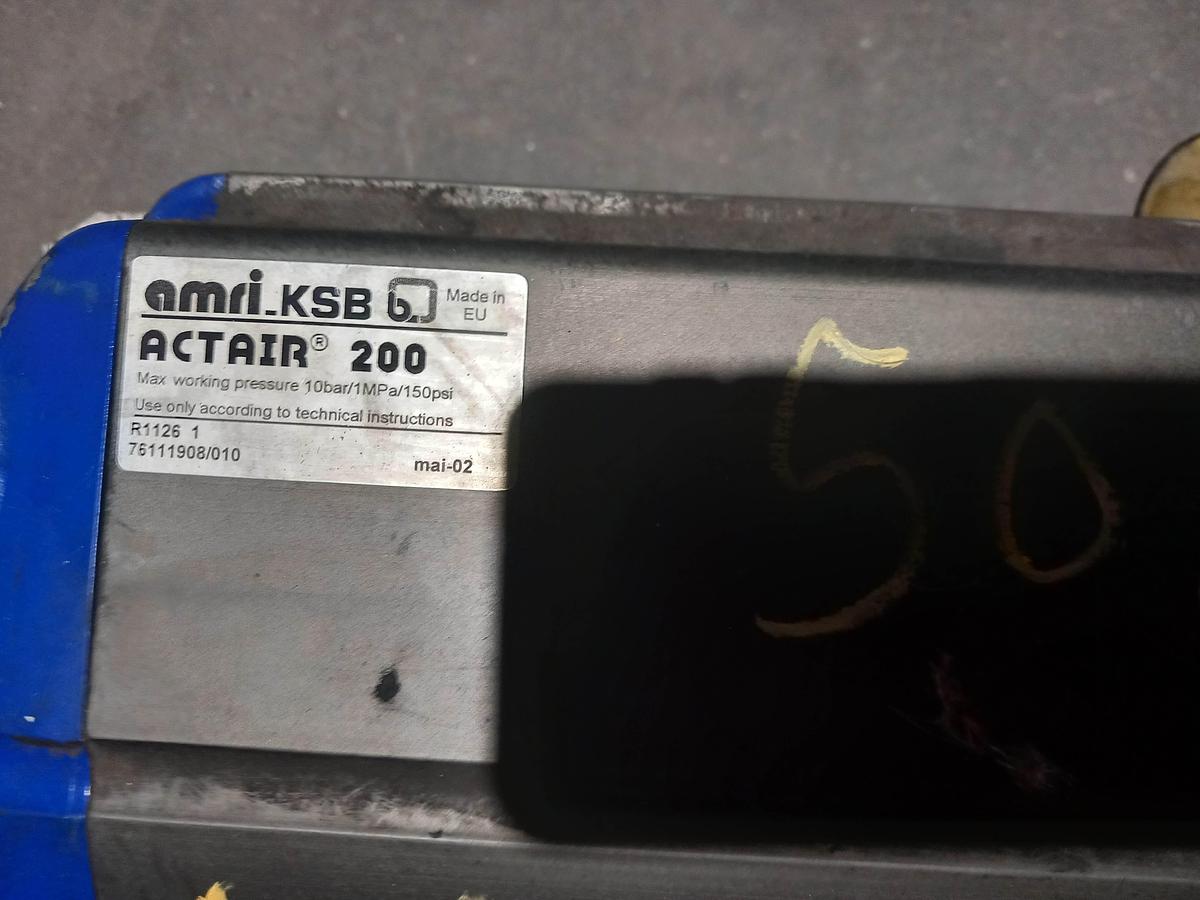 amri-KSB b Made in EU
ACTAIR® 200
Max working pressure 10bar/1MPa/150psi
Use only according to technical instructions
R1126 1
76111908/010 mai-02
50